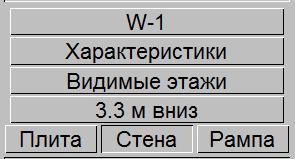 W-1
Характеристики
Видимые этажи
3.3 м вниз
Плита Стена Рампа